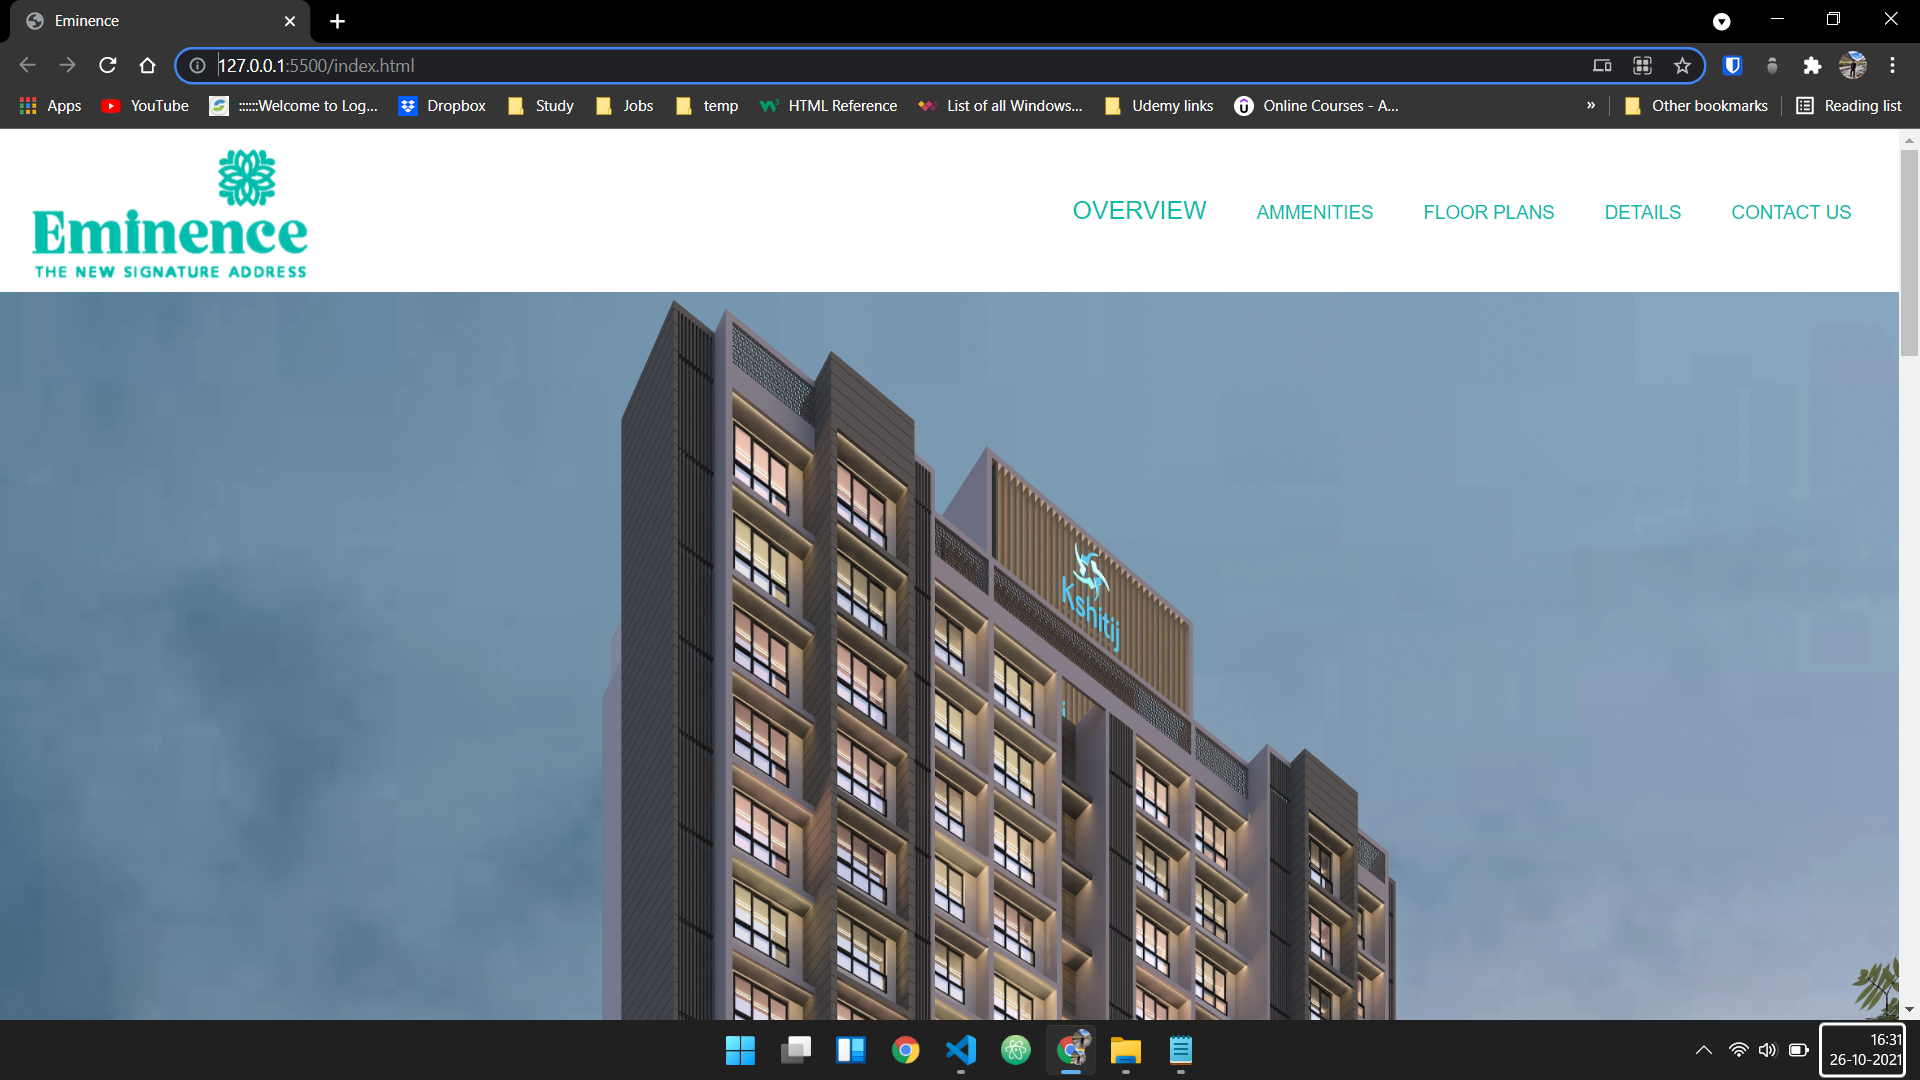 Eminence
127.0.0.1:5500/index.html
Apps YouTube ::::::Welcome to Log... Dropbox Study Jobs temp HTML Reference List of all Windows... Udemy links Online Courses - A... » Other bookmarks Reading list
Eminence
THE NEW SIGNATURE ADDRESS
OVERVIEW AMMENITIES FLOOR PLANS DETAILS CONTACT US
Kshitij
16:31
26-10-2021